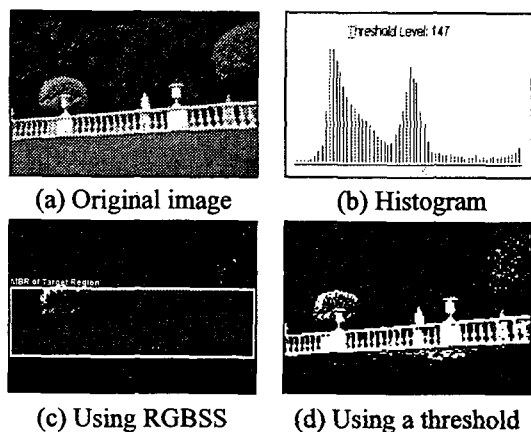 Threshold Level: 147
(a) Original image
(b) Histogram
MBR of Target Region
(c) Using RGBSS
(d) Using a threshold